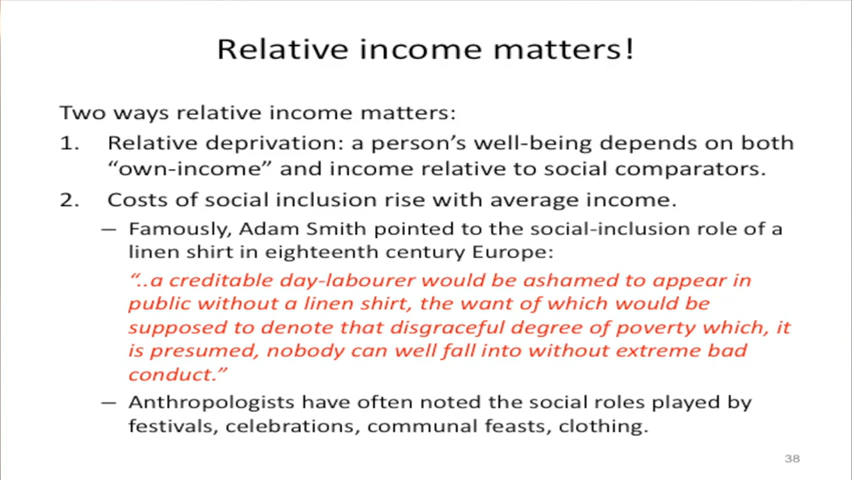 Relative income matters!
Two ways relative income matters:
1. Relative deprivation: a person's well-being depends on both
"own-income" and income relative to social comparators.
2. Costs of social inclusion rise with average income.
– Famously, Adam Smith pointed to the social-inclusion role of a
linen shirt in eighteenth century Europe:
"..a creditable day-labourer would be ashamed to appear in
public without a linen shirt, the want of which would be
supposed to denote that disgraceful degree of poverty which, it
is presumed, nobody can well fall into without extreme bad
conduct."
– Anthropologists have often noted the social roles played by
festivals, celebrations, communal feasts, clothing.
38